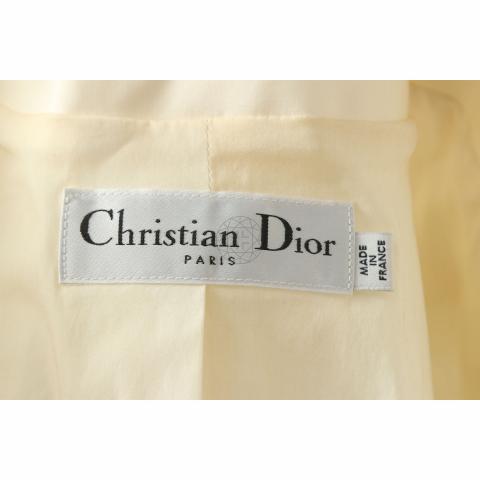 Christian Dior
PARIS
MADE
IN
FRANCE